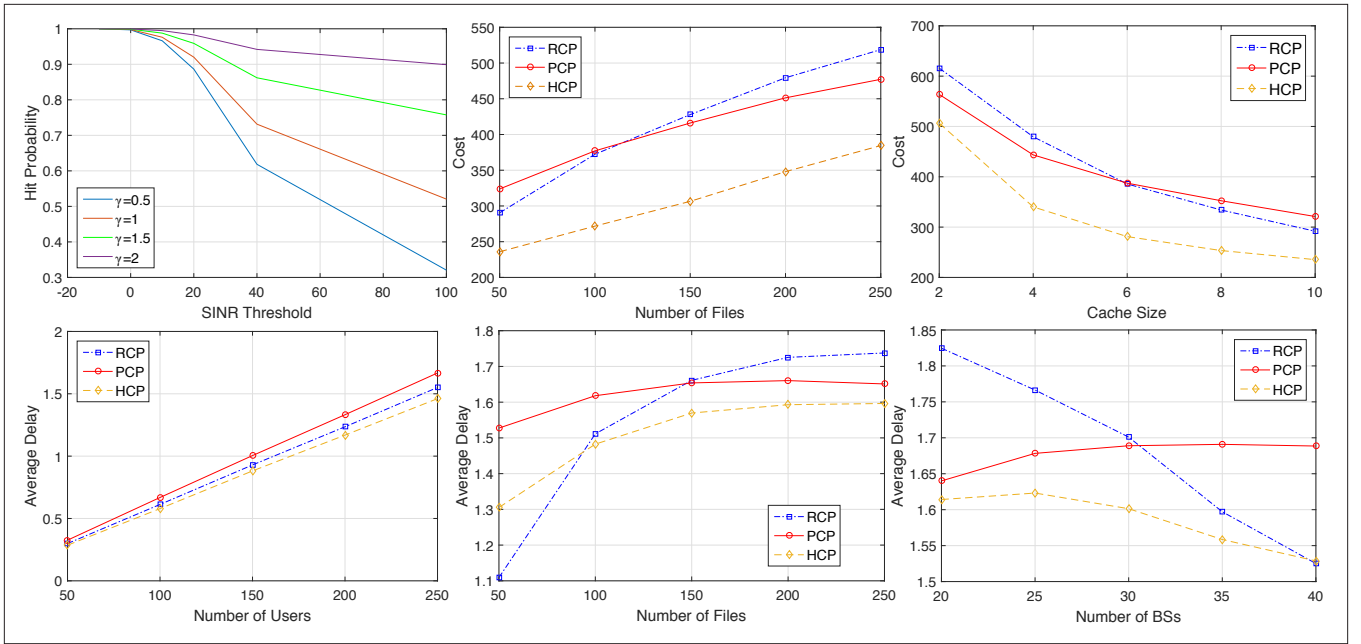 1
0.9
0.8
0.7
0.6
0.5
0.4
0.3
Hit Probability
γ=0.5
γ=1
γ=1.5
γ=2
-20 0 20 40 60 80 100
SINR Threshold
550
500
450
400
350
300
250
200
Cost
RCP
PCP
HCP
50 100 150 200 250
Number of Files
700
600
500
400
300
200
Cost
RCP
PCP
HCP
2 4 6 8 10
Cache Size
2
1.5
1
0.5
0
Average Delay
RCP
PCP
HCP
50 100 150 200 250
Number of Users
1.8
1.7
1.6
1.5
1.4
1.3
1.2
1.1
Average Delay
RCP
PCP
HCP
50 100 150 200 250
Number of Files
1.85
1.8
1.75
1.7
1.65
1.6
1.55
1.5
Average Delay
RCP
PCP
HCP
20 25 30 35 40
Number of BSs